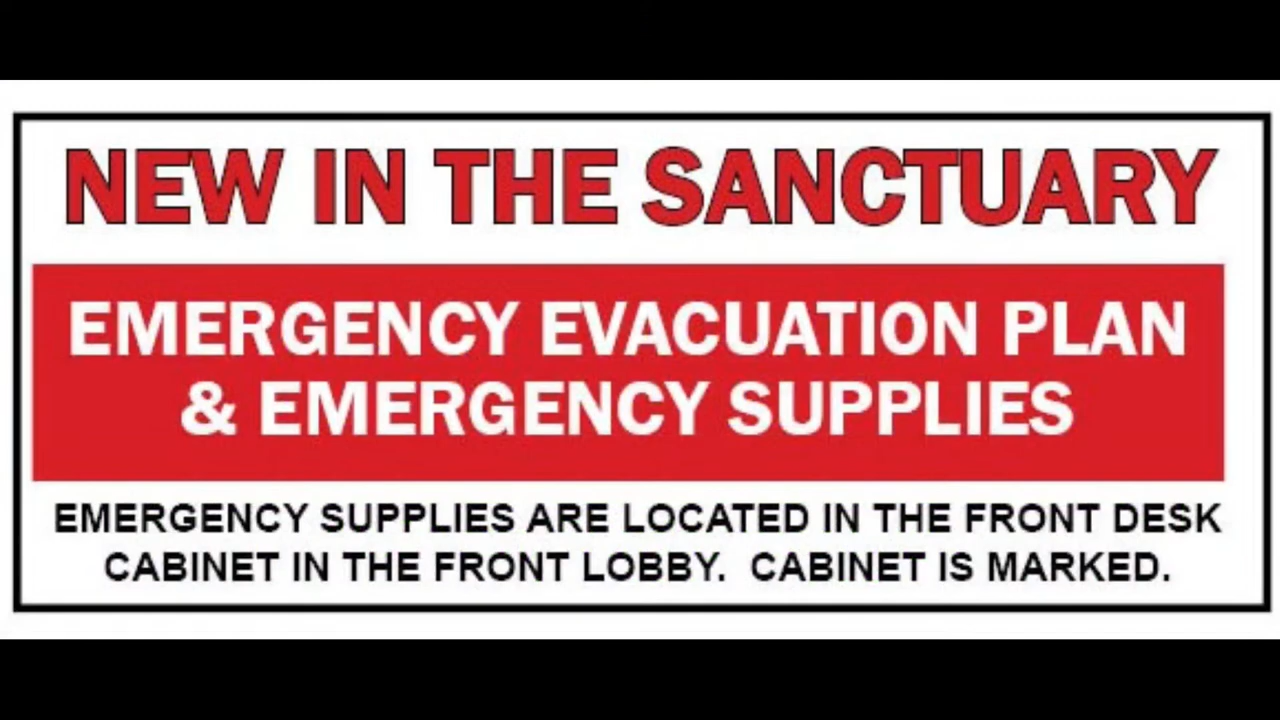 NEW IN THE SANCTUARY
EMERGENCY EVACUATION PLAN
& EMERGENCY SUPPLIES
EMERGENCY SUPPLIES ARE LOCATED IN THE FRONT DESK
CABINET IN THE FRONT LOBBY.  CABINET IS MARKED.